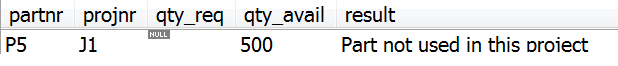 partnr projnr qty_req qty_avail result
P5 J1 NULL 500 Part not used in this project